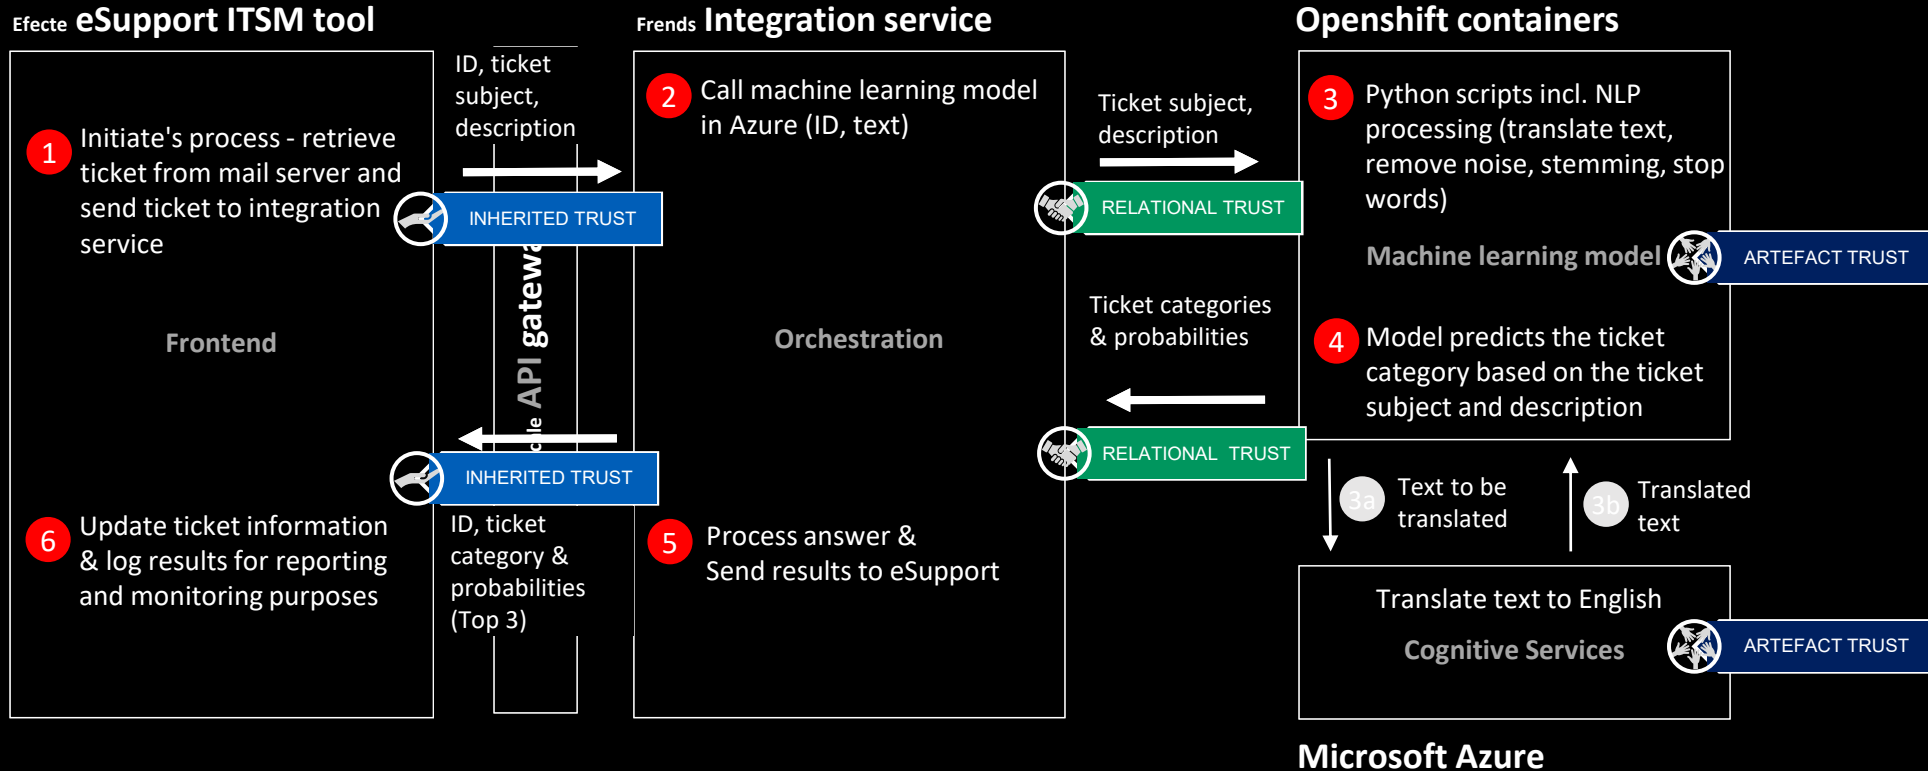 Efecte eSupport ITSM tool
Frends Integration service
Openshift containers
1
Initiate's process - retrieve
ticket from mail server and
send ticket to integration
service
Frontend
6
Update ticket information
& log results for reporting
and monitoring purposes
ID, ticket
subject,
description
INHERITED TRUST
API
INHERITED TRUST
ID, ticket
category &
probabilities
(Top 3)
2
Call machine learning model
in Azure (ID, text)
Orchestration
5
Process answer &
Send results to eSupport
Ticket subject,
description
RELATIONAL TRUST
Ticket categories
& probabilities
RELATIONAL TRUST
3
Python scripts incl. NLP
processing (translate text,
remove noise, stemming, stop
words)
Machine learning model
ARTEFACT TRUST
4
Model predicts the ticket
category based on the ticket
subject and description
3a
Text to be
translated
3b
Translated
text
Translate text to English
Cognitive Services
ARTEFACT TRUST
Microsoft Azure